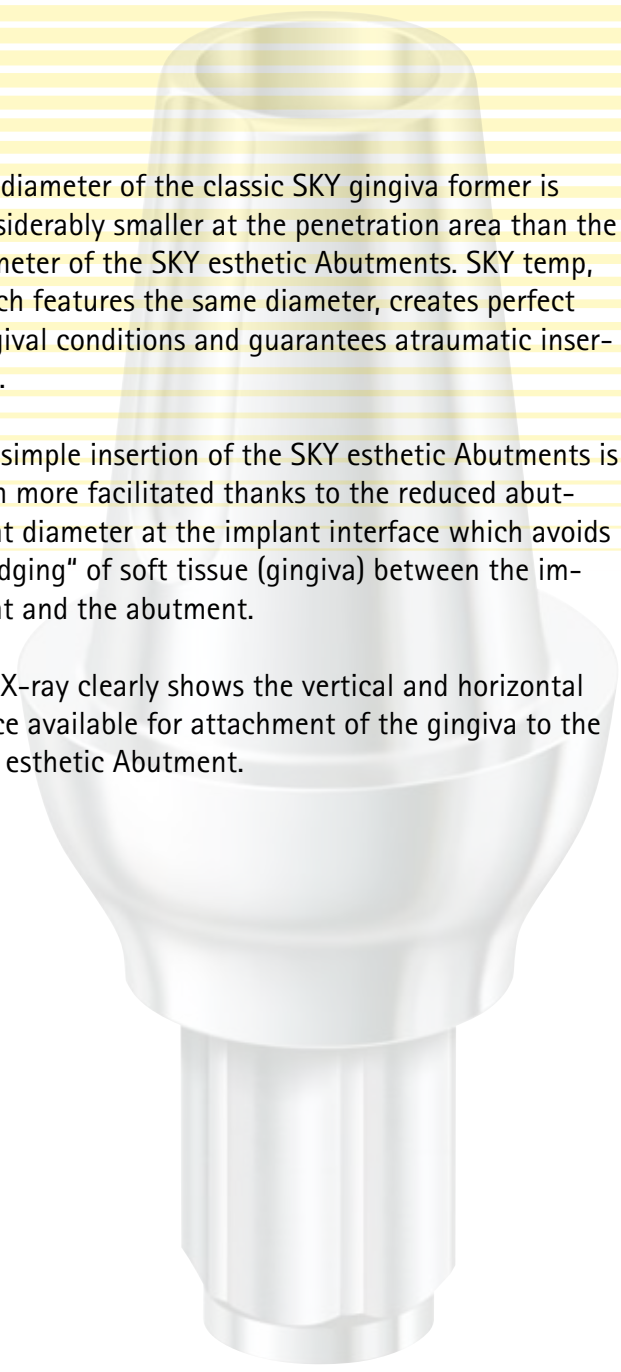 diameter of the classic SKY gingiva former is
siderably smaller at the penetration area than the
meter of the SKY esthetic Abutments. SKY temp,
ch features the same diameter, creates perfect
gival conditions and guarantees atraumatic inser-
.
simple insertion of the SKY esthetic Abutments is
n more facilitated thanks to the reduced abut-
nt diameter at the implant interface which avoids
dging" of soft tissue (gingiva) between the im-
nt and the abutment.
X-ray clearly shows the vertical and horizontal
ce available for attachment of the gingiva to the
esthetic Abutment.